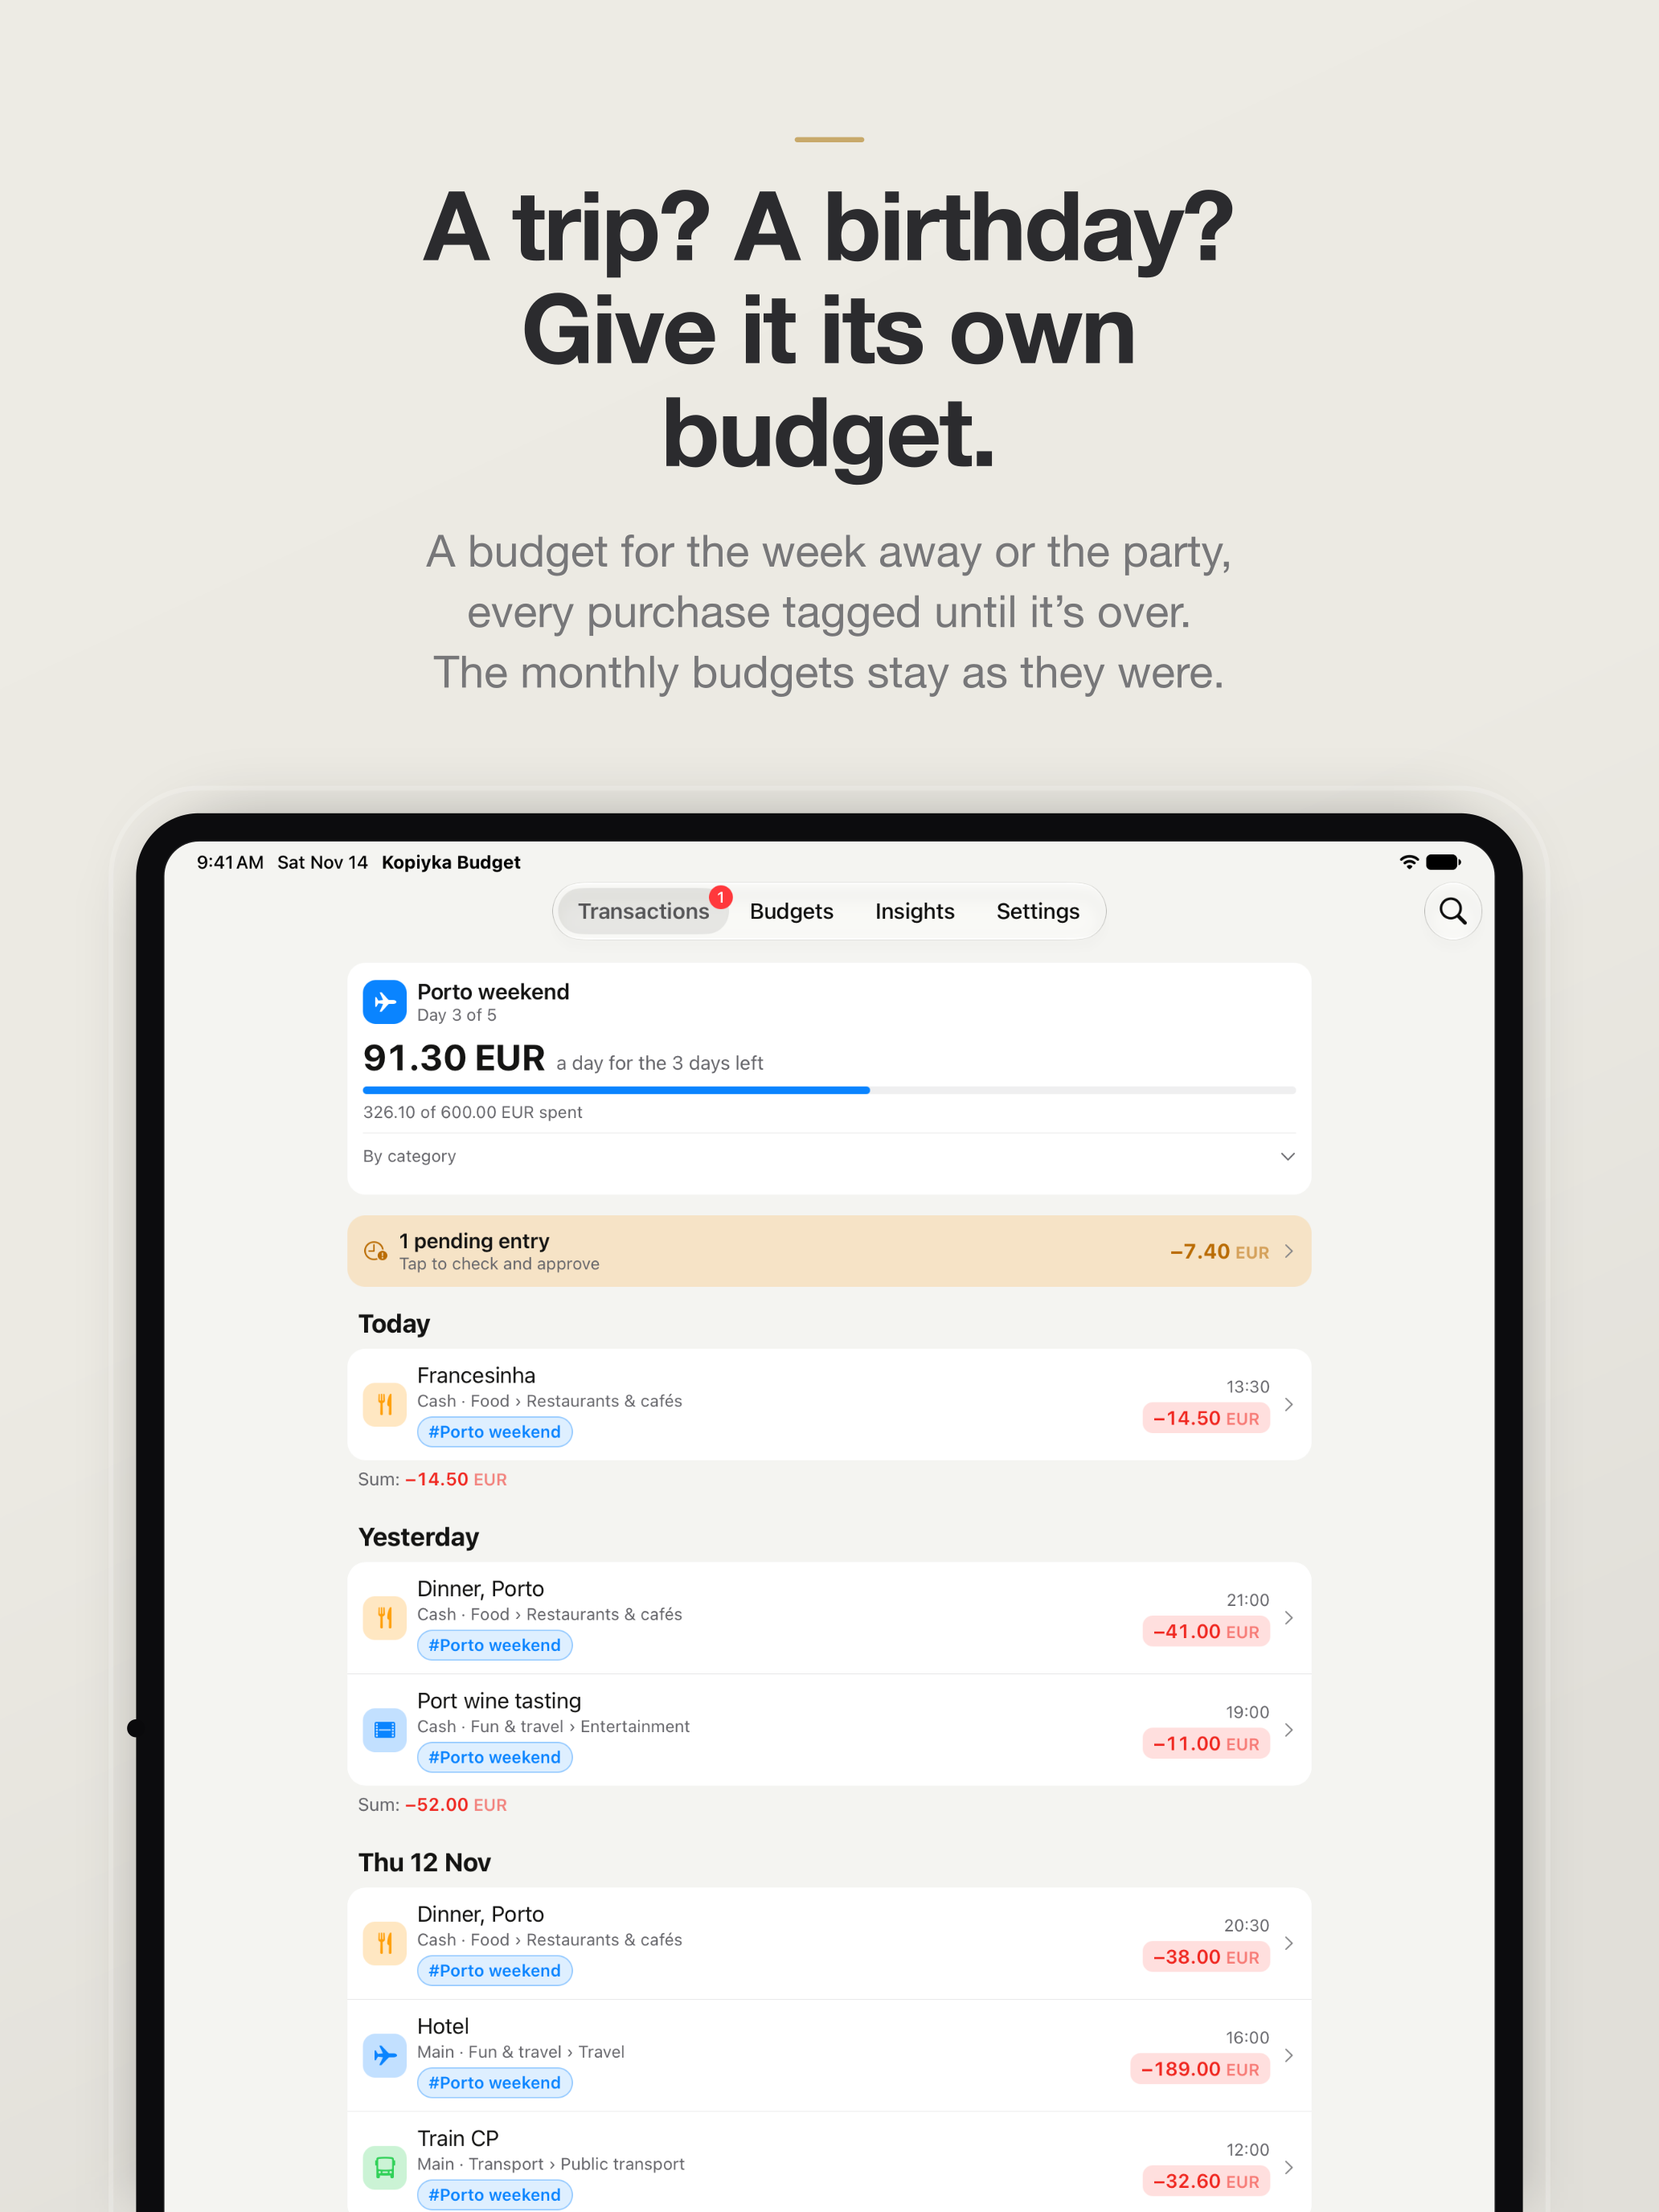 A trip? A birthday?
Give it its own
budget.
A budget for the week away or the party,
every purchase tagged until it’s over.
The monthly budgets stay as they were.
9:41 AM Sat Nov 14 Kopiyka Budget
Transactions 1 Budgets Insights Settings
Porto weekend
Day 3 of 5
91.30 EUR a day for the 3 days left
326.10 of 600.00 EUR spent
By category
1 pending entry
Tap to check and approve
−7.40 EUR
Today
Francesinha
Cash · Food › Restaurants & cafés
#Porto weekend
13:30
−14.50 EUR
Sum: −14.50 EUR
Yesterday
Dinner, Porto
Cash · Food › Restaurants & cafés
#Porto weekend
21:00
−41.00 EUR
Port wine tasting
Cash · Fun & travel › Entertainment
#Porto weekend
19:00
−11.00 EUR
Sum: −52.00 EUR
Thu 12 Nov
Dinner, Porto
Cash · Food › Restaurants & cafés
#Porto weekend
20:30
−38.00 EUR
Hotel
Main · Fun & travel › Travel
#Porto weekend
16:00
−189.00 EUR
Train CP
Main · Transport › Public transport
#Porto weekend
12:00
−32.60 EUR